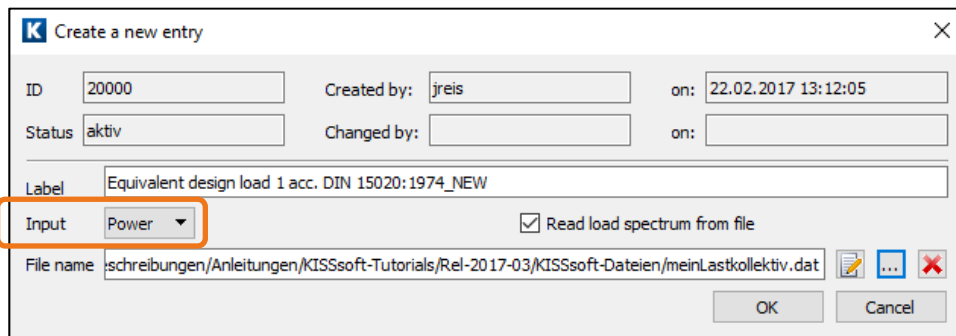 K Create a new entry
ID 20000 Created by: jreis on: 22.02.2017 13:12:05
Status aktiv Changed by: on:
Label Equivalent design load 1 acc. DIN 15020:1974_NEW
Input Power Read load spectrum from file
File name eschreibungen/Anleitungen/KISSsoft-Tutorials/Rel-2017-03/KISSsoft-Dateien/meinLastkollektiv.dat ...
OK Cancel